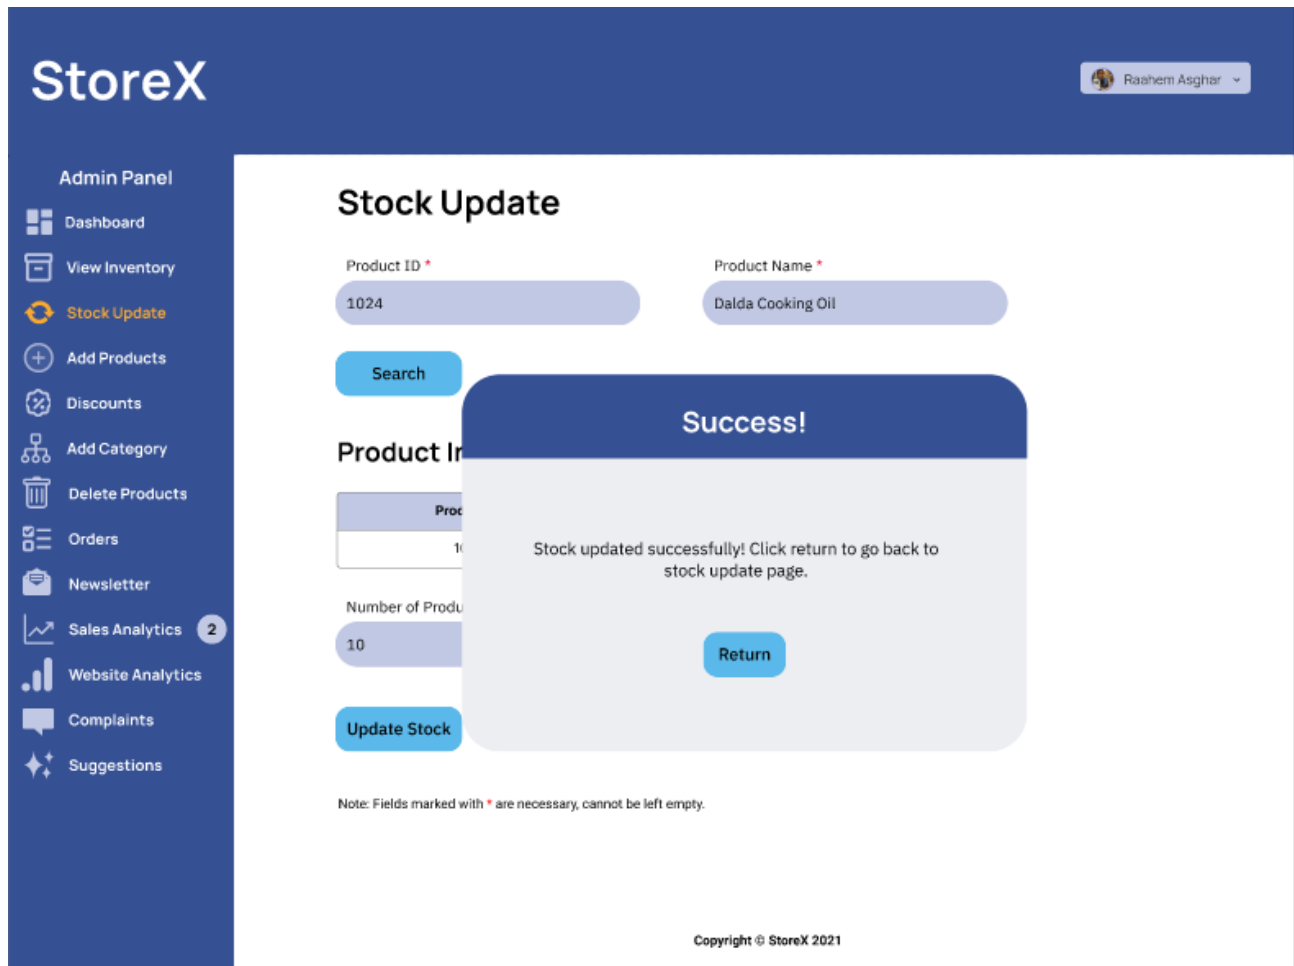 StoreX
Raahem Asghar
Admin Panel
Dashboard
View Inventory
Stock Update
Add Products
Discounts
Add Category
Delete Products
Orders
Newsletter
Sales Analytics 2
Website Analytics
Complaints
Suggestions
Stock Update
Product ID *
Product Name *
1024
Dalda Cooking Oil
Search
Success!
Product
Stock updated successfully! Click return to go back to
stock update page.
Number of
10
Return
Update Stock
Note: Fields marked with * are necessary, cannot be left empty.
Copyright © StoreX 2021